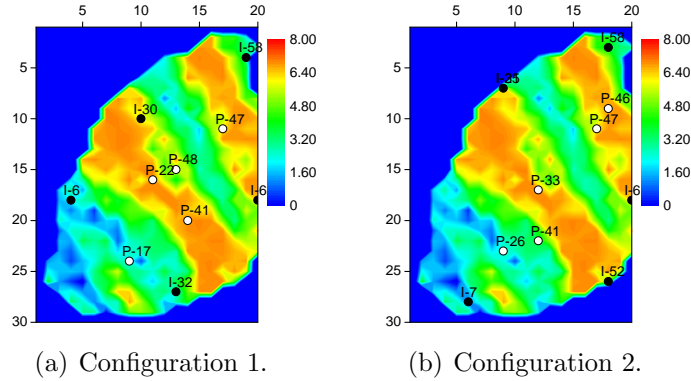 5 10 15 20 5 10 15 20
I-58 8.00 I-58 8.00
5 5
6.40 6.40
I-30 P-46
10 P-47 10 P-47
4.80 4.80
P-48
15 P-22 15 P-33
3.20 3.20
I-6 I-6 I-6
1.60 1.60
P-41
20 0 20 0
P-41
P-17 P-26
25 25
I-32 I-52
I-7
30 30
(a) Configuration 1. (b) Configuration 2.